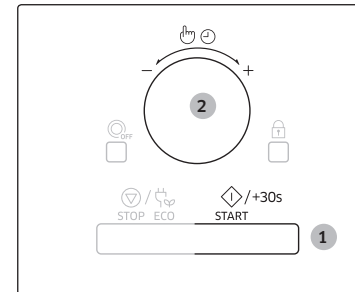 − +
2
OFF
/ /+30s
STOP ECO START
1